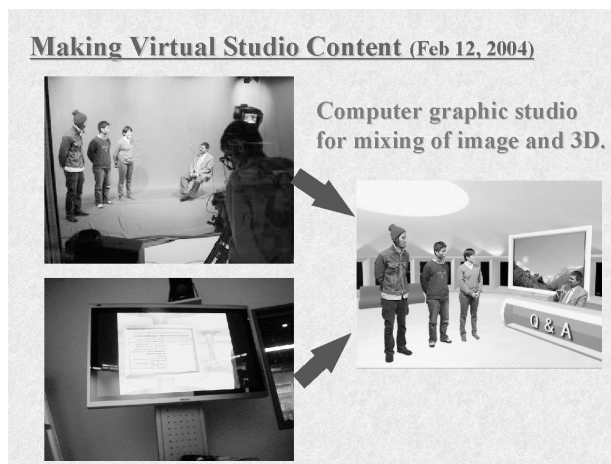 Making Virtual Studio Content (Feb 12, 2004)
Computer graphic studio
for mixing of image and 3D.
Q & A